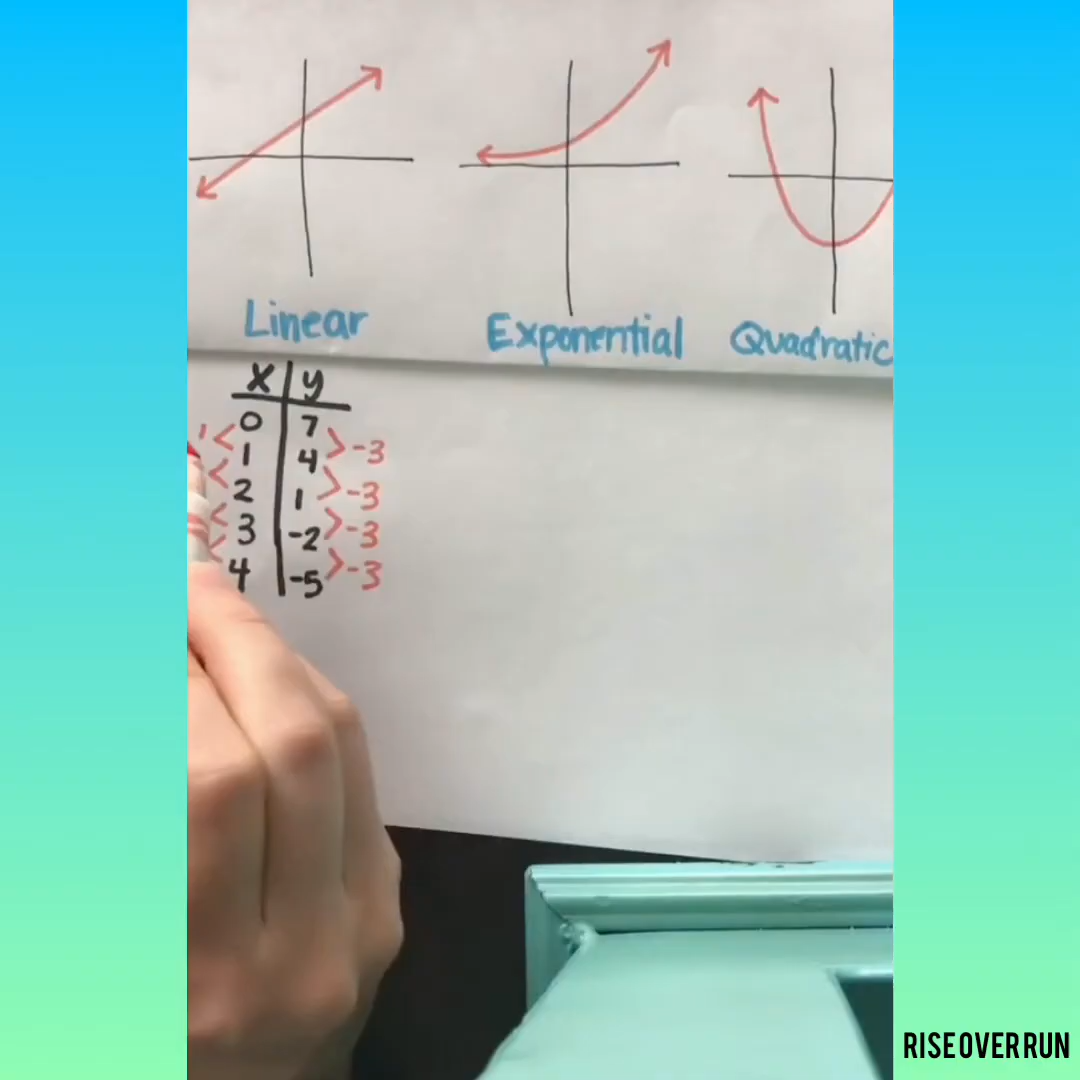 Linear
Exponential
Quadratic
x y
0 7
1 < > -3
1 4
< > -3
2 1
< > -3
3 -2
< > -3
4 -5
RISE OVER RUN